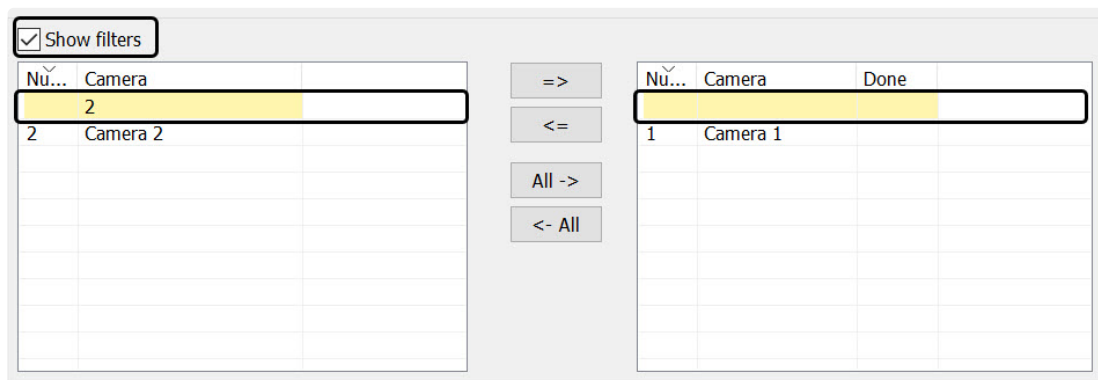 Show filters
Nu... Camera
2
2 Camera 2
=>
<=
All ->
<- All
Nu... Camera Done
1 Camera 1